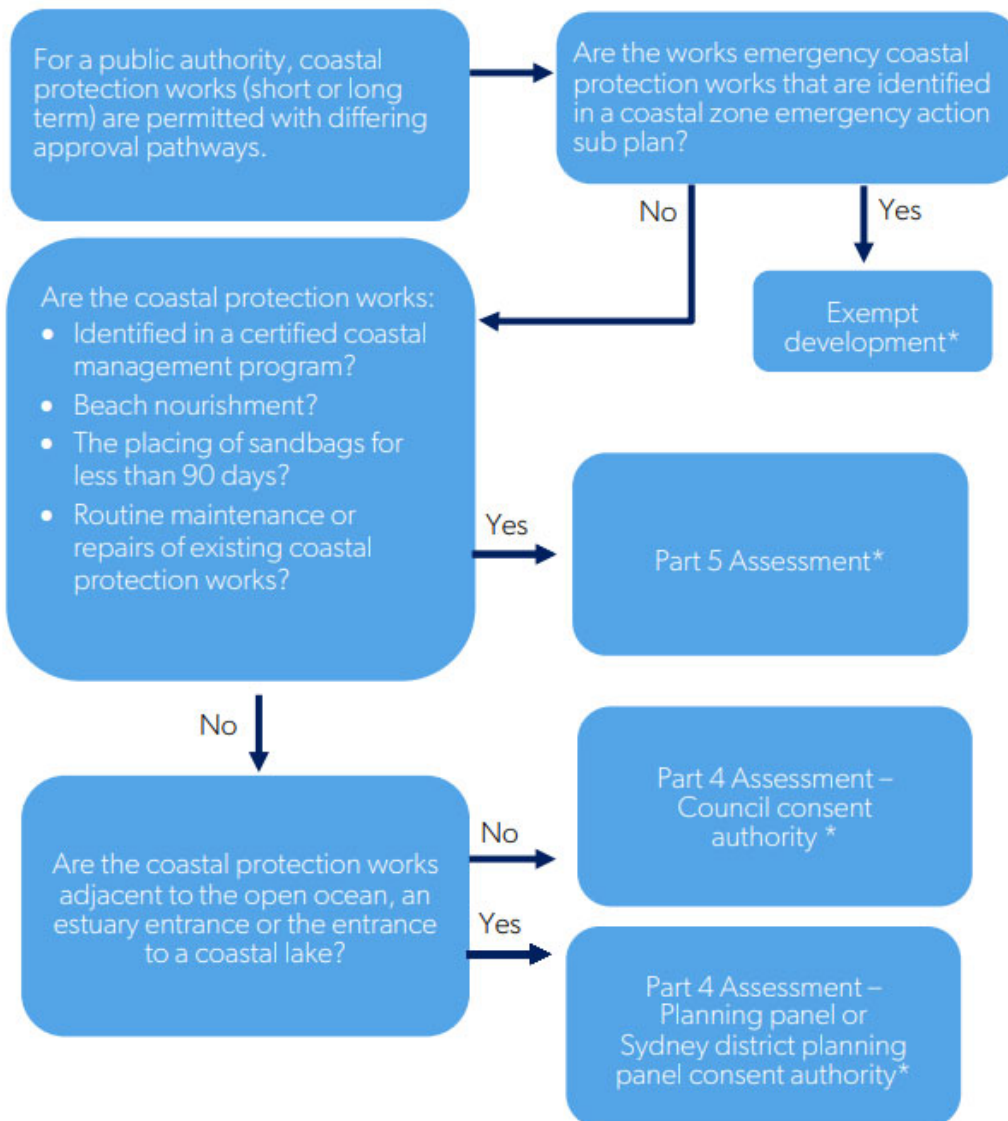 For a public authority, coastal
protection works (short or long
term) are permitted with differing
approval pathways.
Are the works emergency coastal
protection works that are identified
in a coastal zone emergency action
sub plan?
No
Yes
Exempt
development*
Are the coastal protection works:
• Identified in a certified coastal
management program?
• Beach nourishment?
• The placing of sandbags for
less than 90 days?
• Routine maintenance or
repairs of existing coastal
protection works?
Yes
Part 5 Assessment*
No
Are the coastal protection works
adjacent to the open ocean, an
estuary entrance or the entrance
to a coastal lake?
No
Part 4 Assessment –
Council consent
authority *
Yes
Part 4 Assessment –
Planning panel or
Sydney district planning
panel consent authority*